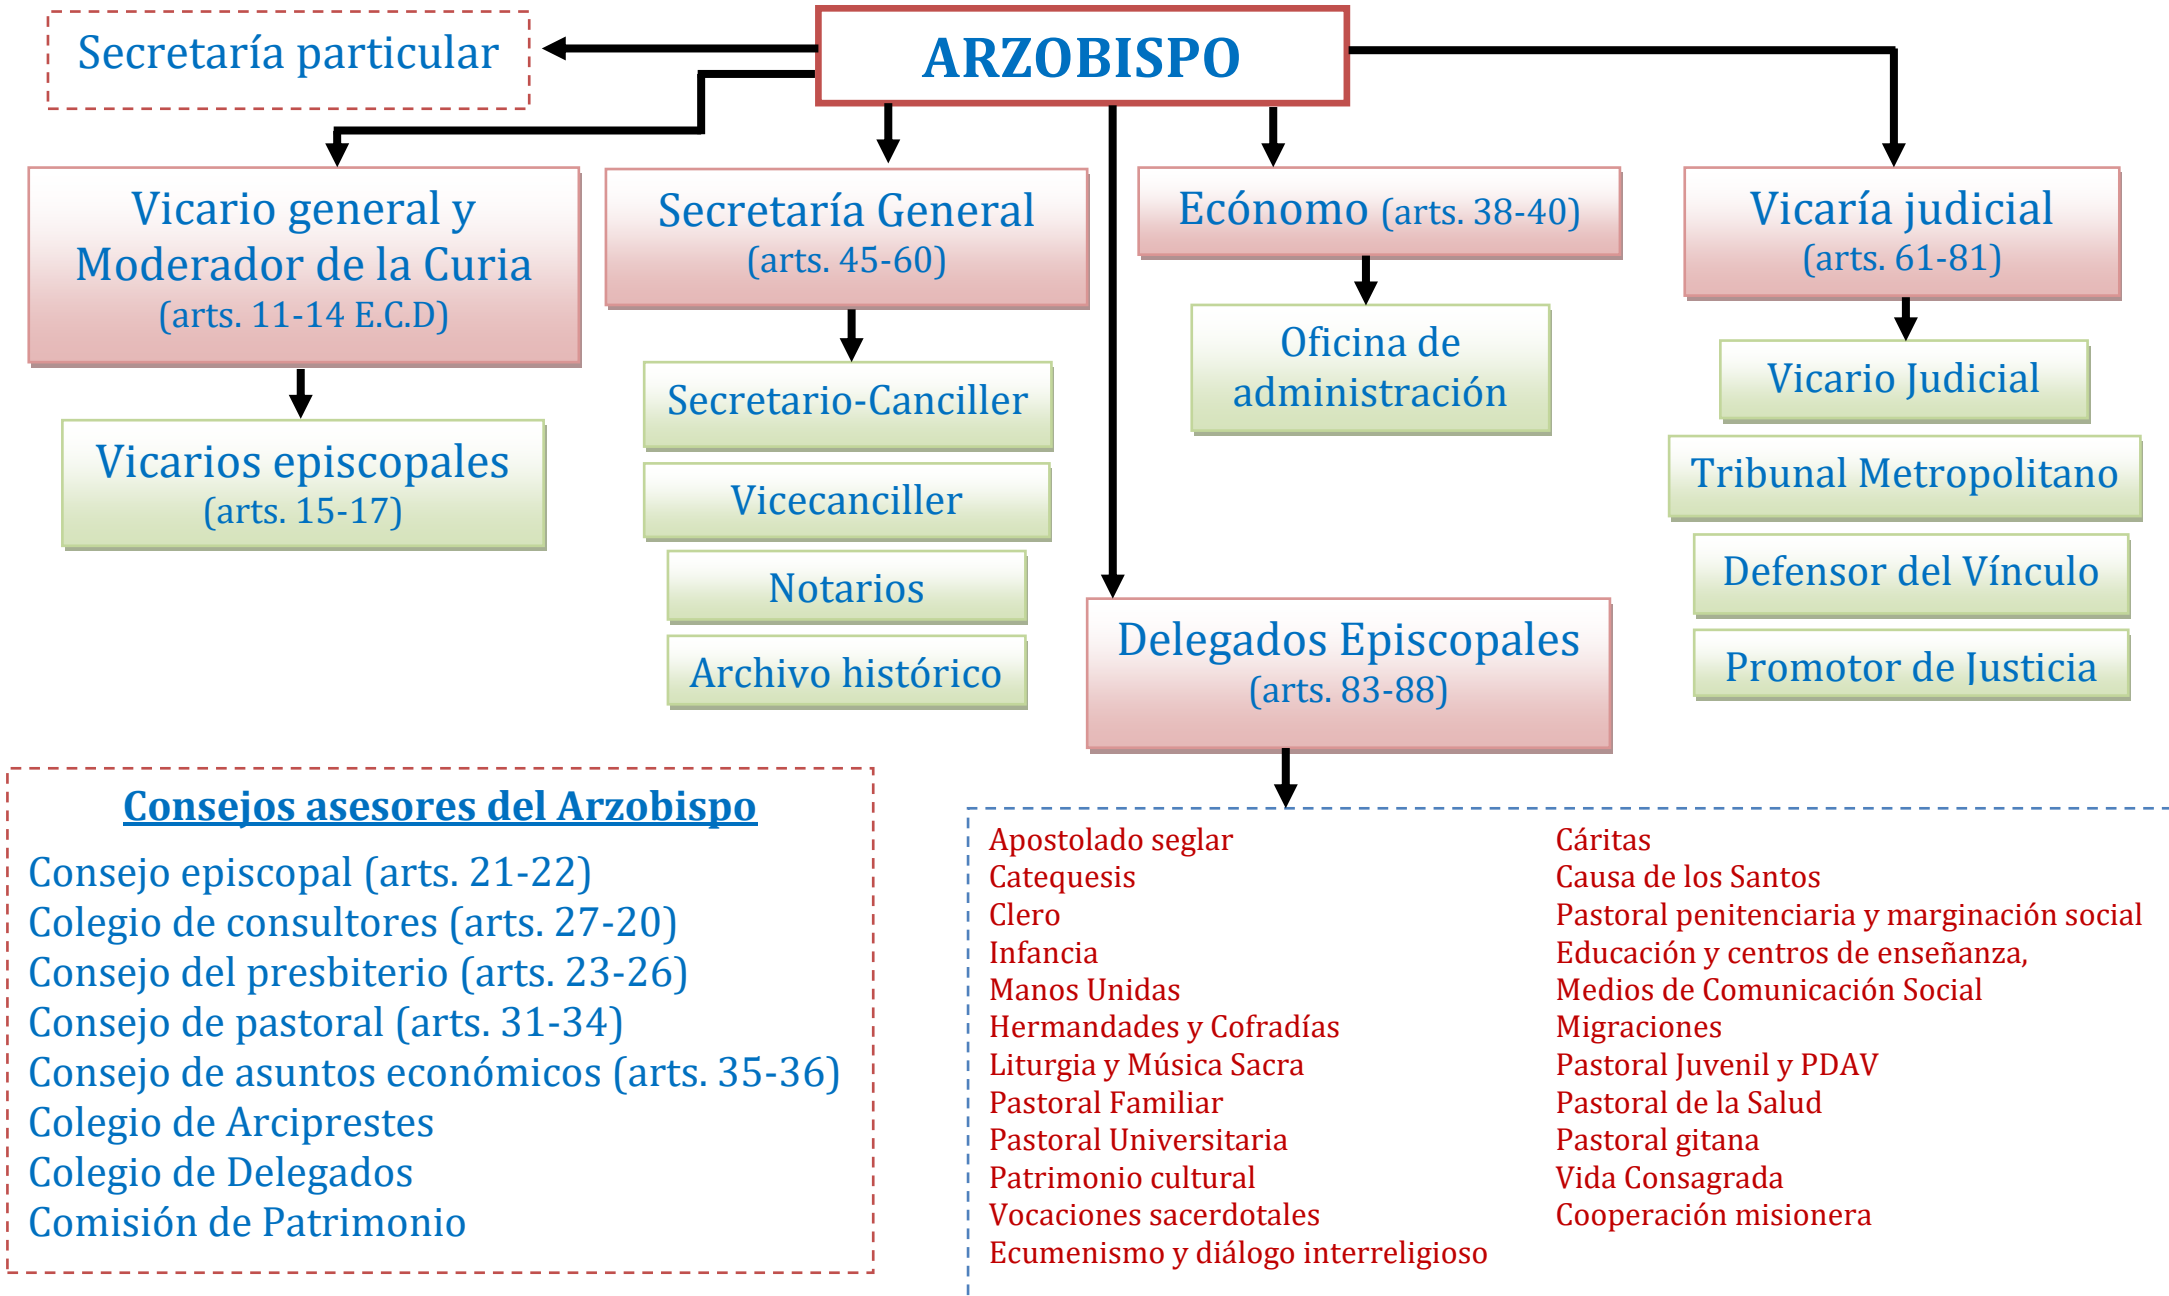 Secretaría particular
ARZOBISPO
Vicario general y
Moderador de la Curia
(arts. 11-14 E.C.D)
Vicarios episcopales
(arts. 15-17)
Secretaría General
(arts. 45-60)
Secretario-Canciller
Vicecanciller
Notarios
Archivo histórico
Ecónomo (arts. 38-40)
Oficina de
administración
Vicaría judicial
(arts. 61-81)
Vicario Judicial
Tribunal Metropolitano
Defensor del Vínculo
Promotor de Justicia
Delegados Episcopales
(arts. 83-88)
Consejos asesores del Arzobispo
Consejo episcopal (arts. 21-22)
Colegio de consultores (arts. 27-20)
Consejo del presbiterio (arts. 23-26)
Consejo de pastoral (arts. 31-34)
Consejo de asuntos económicos (arts. 35-36)
Colegio de Arciprestes
Colegio de Delegados
Comisión de Patrimonio
Apostolado seglar
Catequesis
Clero
Infancia
Manos Unidas
Hermandades y Cofradías
Liturgia y Música Sacra
Pastoral Familiar
Pastoral Universitaria
Patrimonio cultural
Vocaciones sacerdotales
Ecumenismo y diálogo interreligioso
Cáritas
Causa de los Santos
Pastoral penitenciaria y marginación social
Educación y centros de enseñanza,
Medios de Comunicación Social
Migraciones
Pastoral Juvenil y PDAV
Pastoral de la Salud
Pastoral gitana
Vida Consagrada
Cooperación misionera